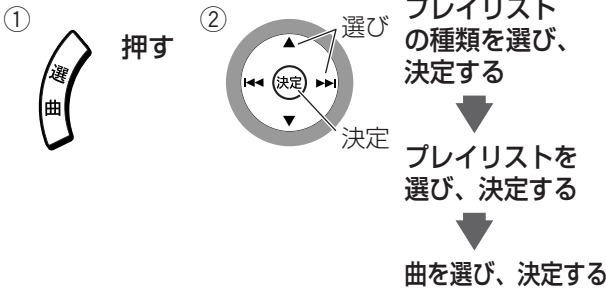 ①
選
曲
押す
②
選び
決定
決定
プレイリスト
の種類を選び、
決定する
プレイリストを
選び、決定する
曲を選び、決定する